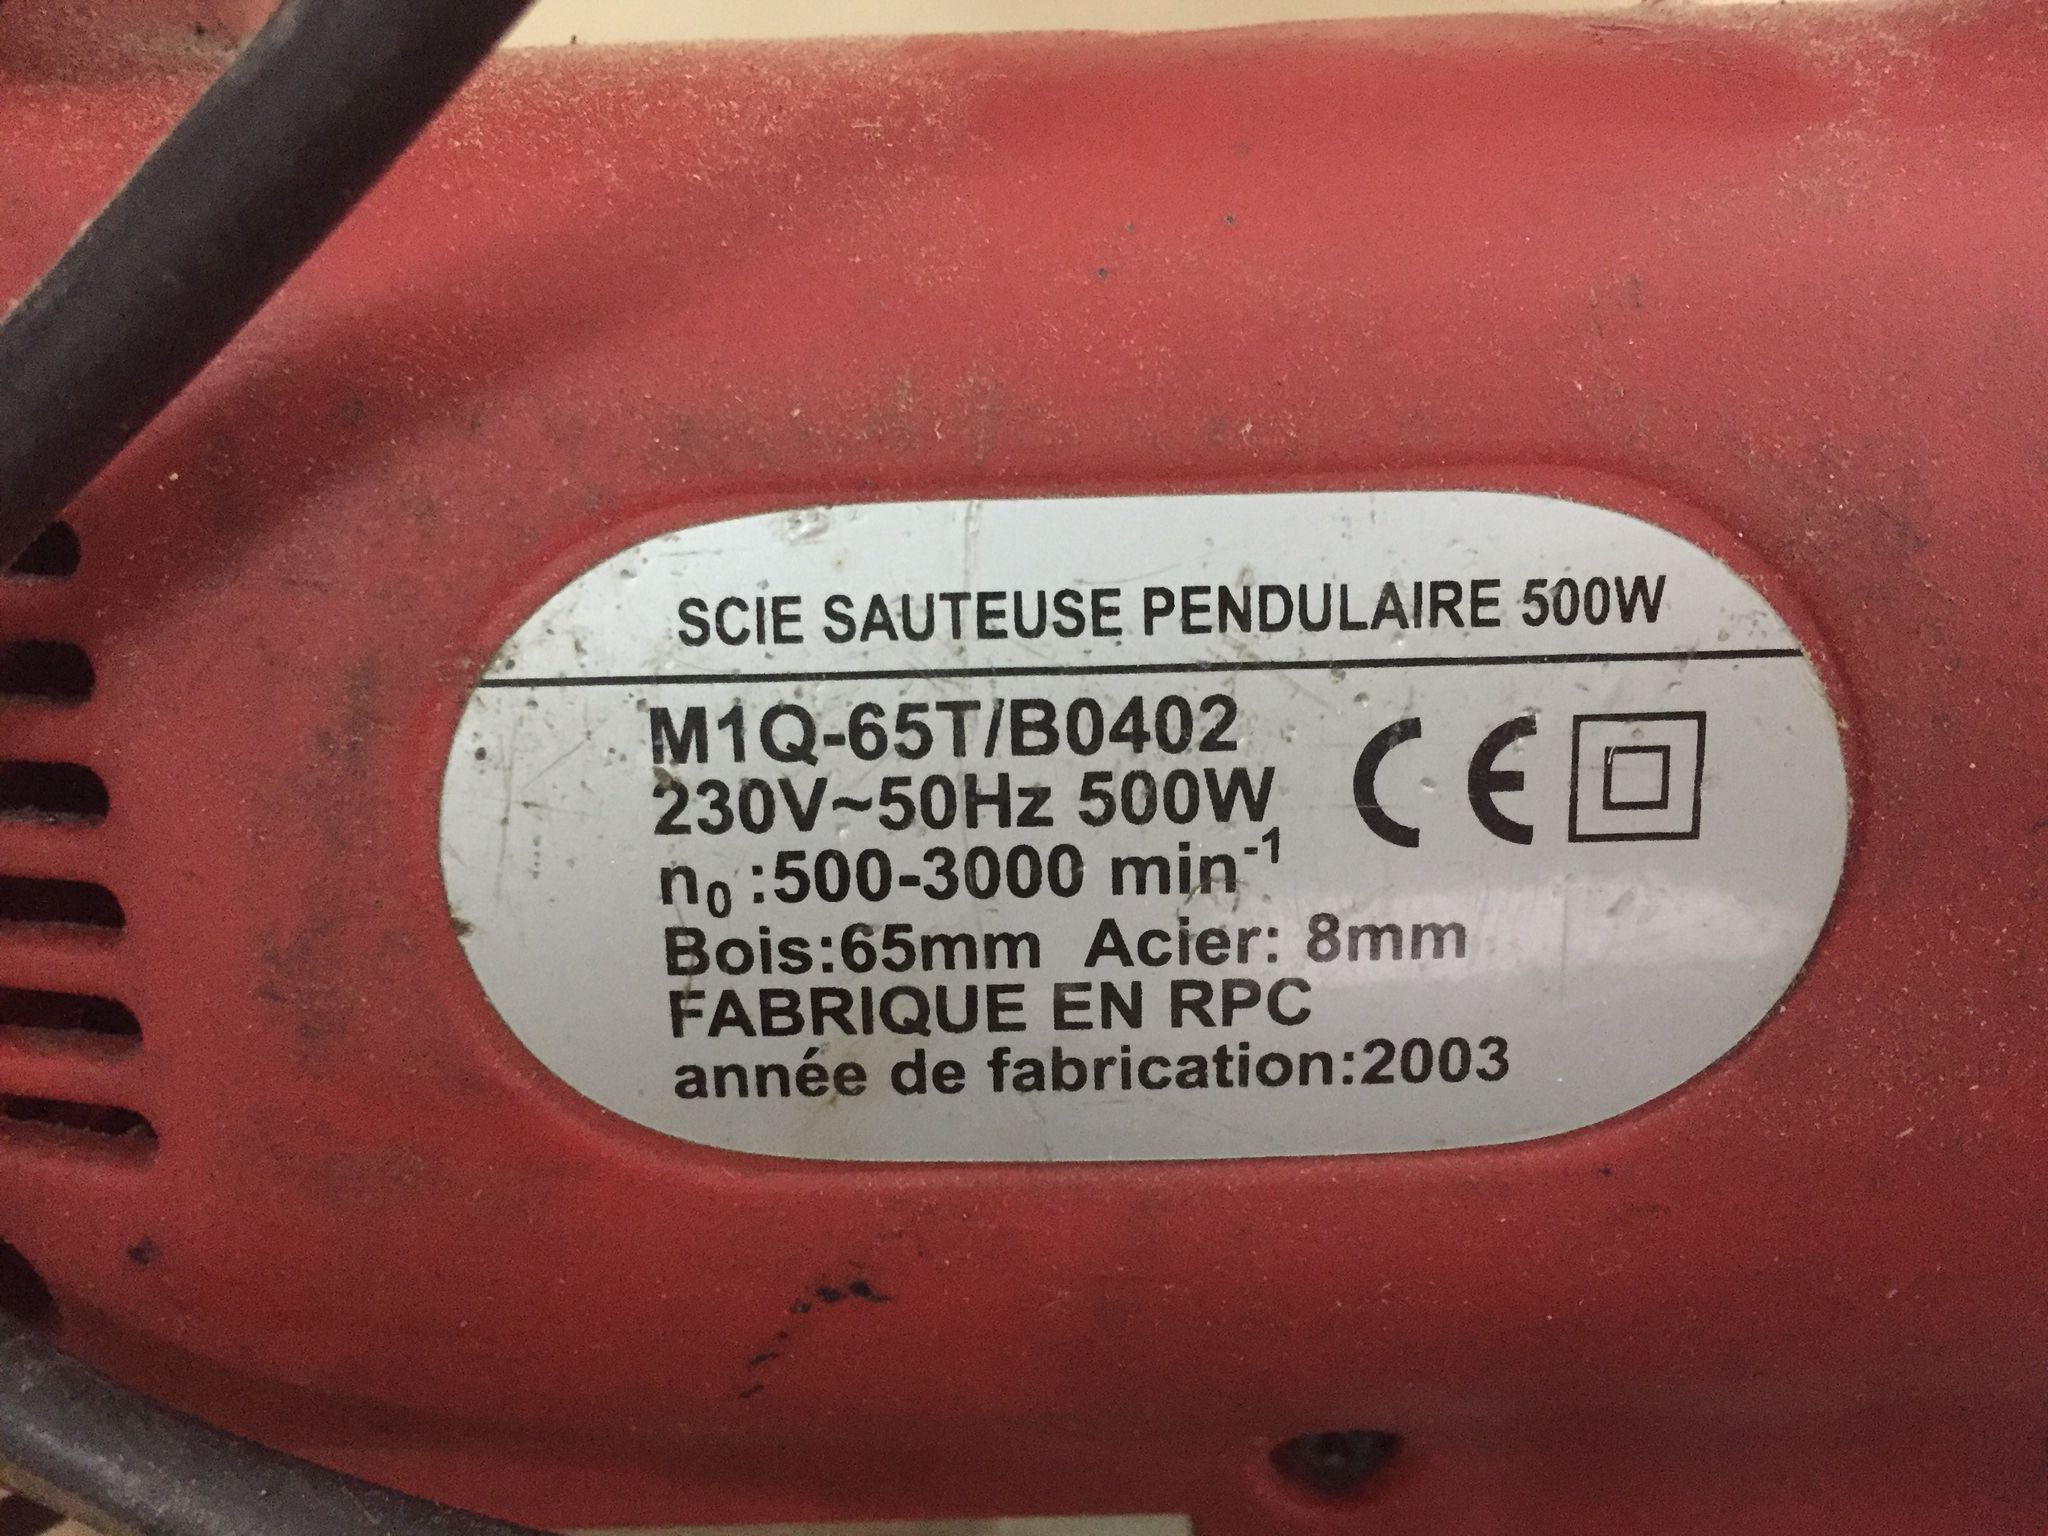 SCIE SAUTEUSE PENDULAIRE 500W
M1Q-65T/B0402
230V~50Hz 500W
n₀ :500-3000 min⁻¹
Bois:65mm Acier: 8mm
FABRIQUE EN RPC
année de fabrication:2003
CE